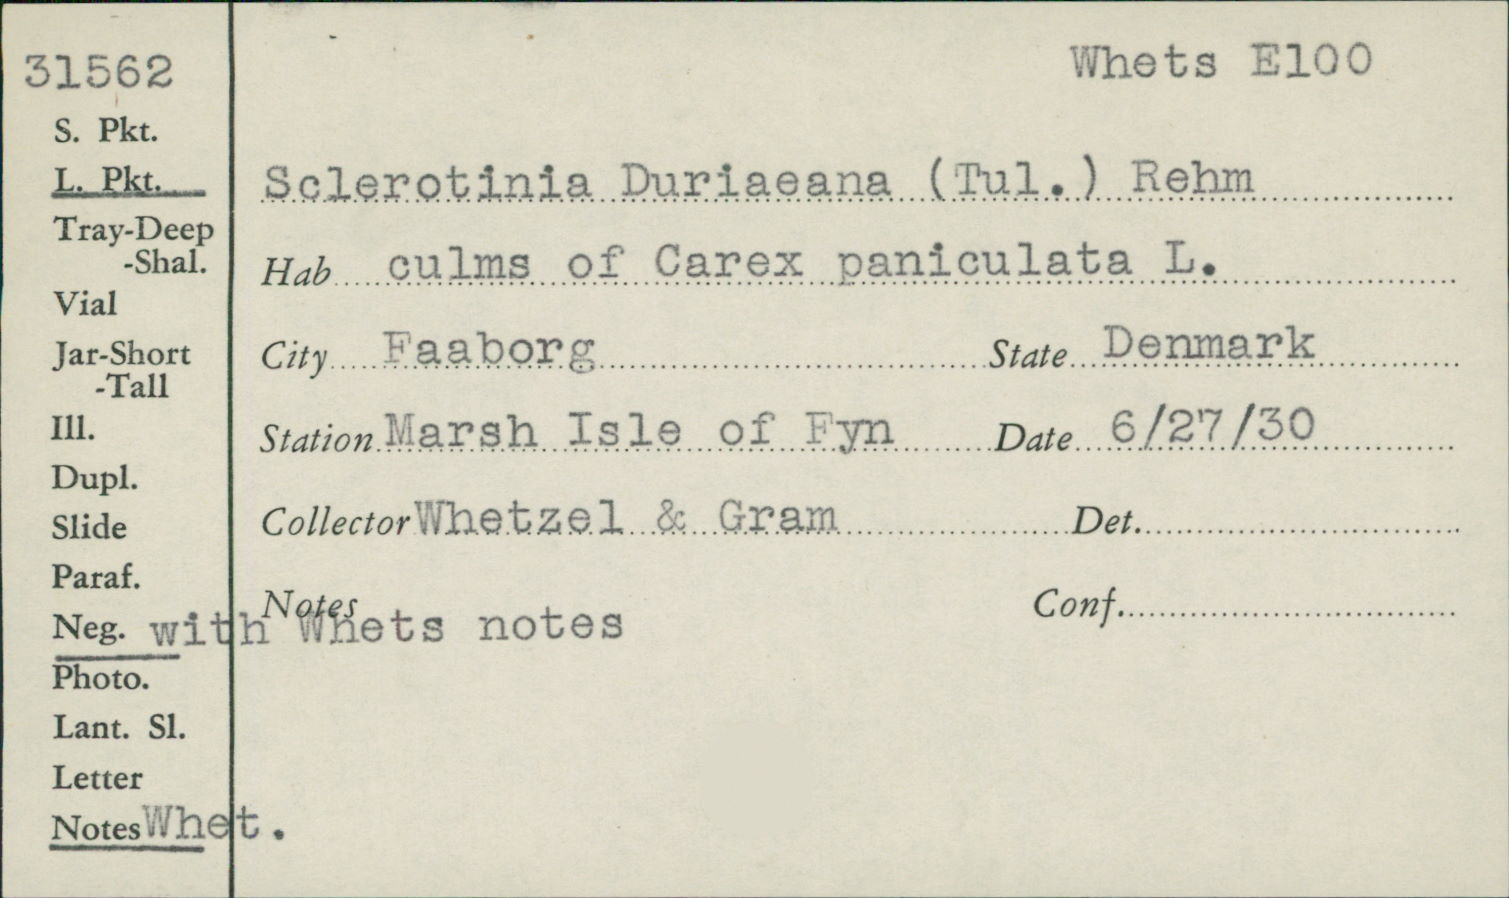 31562
Whets E100
S. Pkt.
L. Pkt.
Sclerotinia Duriaeana (Tul.) Rehm
Tray-Deep
-Shal.
Hab culms of Carex paniculata L.
Vial
Jar-Short
-Tall
City Faaborg State Denmark
Ill.
Station Marsh Isle of Fyn Date 6/27/30
Dupl.
Slide
Collector Whetzel & Gram Det.
Paraf.
Notes Conf.
Neg. with Whets notes
Photo.
Lant. Sl.
Letter
Notes Whet.